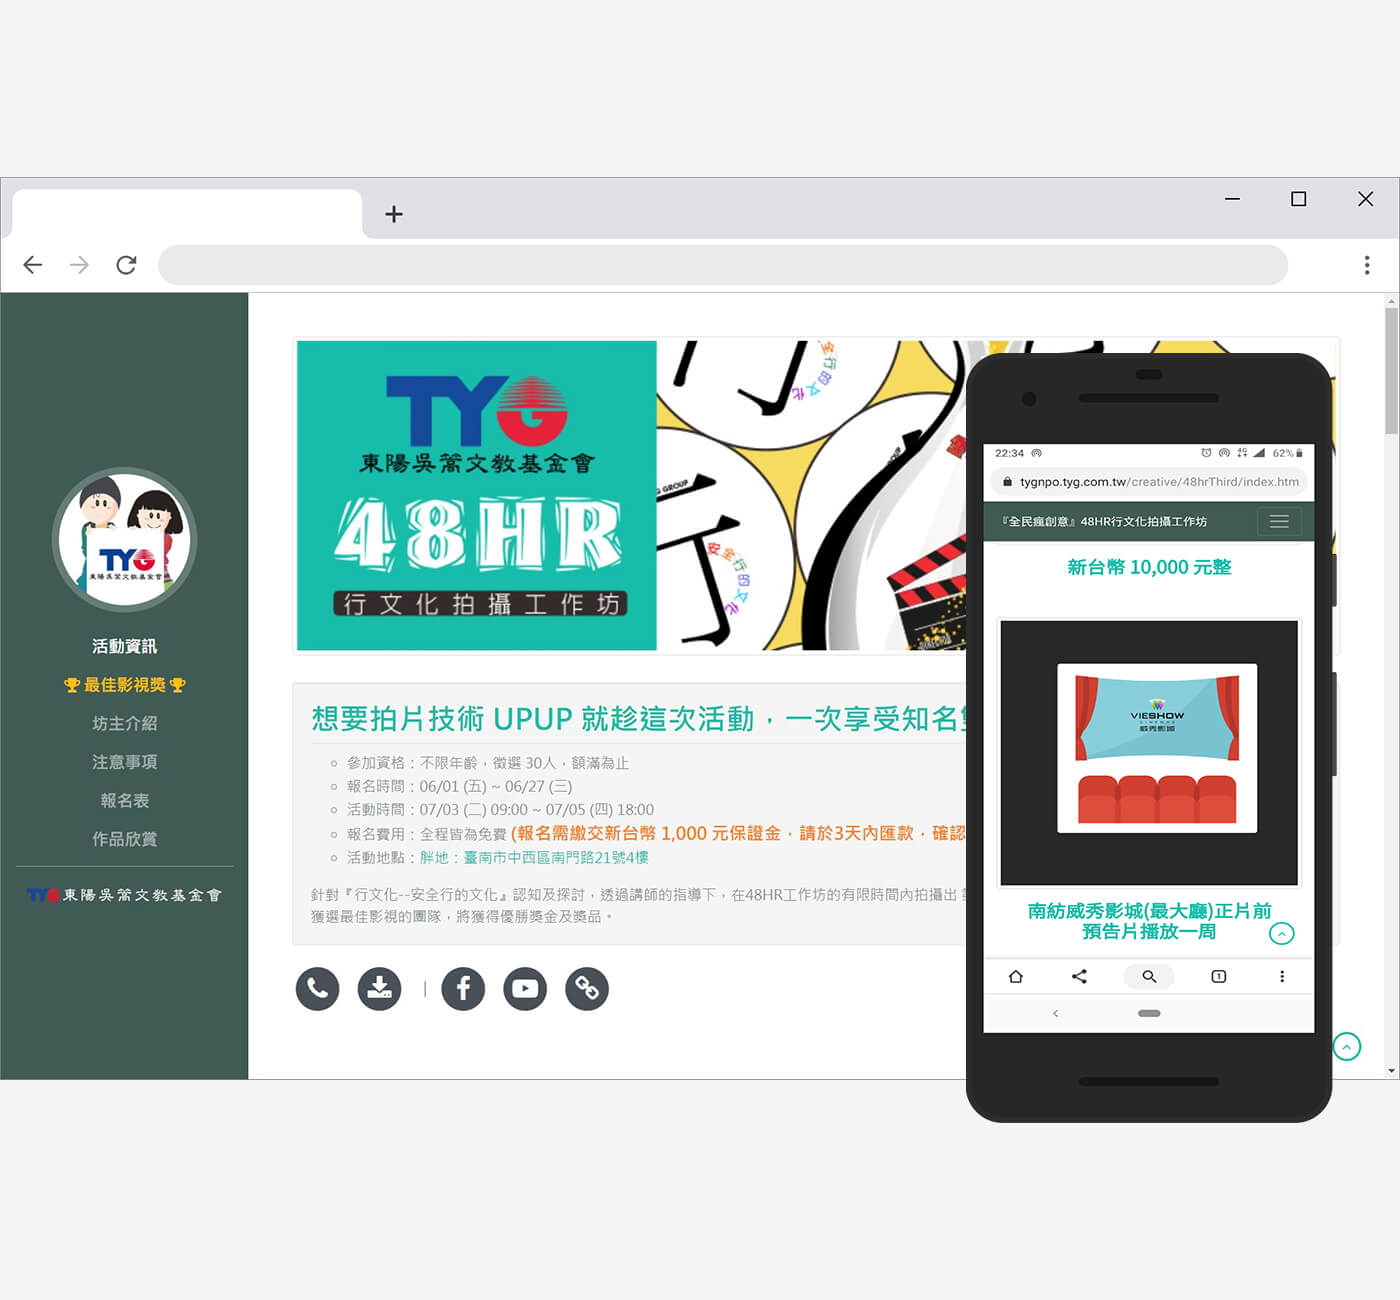 TYG
東陽吳篙文教基金會
活動資訊
最佳影視獎
坊主介紹
注意事項
報名表
作品欣賞
TYG東陽吳篙文教基金會
TYG
東陽吳篙文教基金會
48HR
行文化拍攝工作坊
安全行的文化
想要拍片技術 UPUP 就趁這次活動，一次享受知名
參加資格：不限年齡，徵選 30人，額滿為止
報名時間：06/01 (五) ~ 06/27 (三)
活動時間：07/03 (二) 09:00 ~ 07/05 (四) 18:00
報名費用：全程皆為免費 (報名需繳交新台幣 1,000 元保證金，請於3天內匯款，確認
活動地點：胖地：臺南市中西區南門路21號4樓
針對『行文化--安全行的文化』認知及探討，透過講師的指導下，在48HR工作坊的有限時間內拍攝出
獲選最佳影視的團隊，將獲得優勝獎金及獎品。
22:34
4G
62%
tygnpo.tyg.com.tw/creative/48hrThird/index.htm
『全民瘋創意』48HR行文化拍攝工作坊
新台幣 10,000 元整
VIESHOW
CINEMAS
威秀影城
南紡威秀影城(最大廳)正片前
預告片播放一周
1